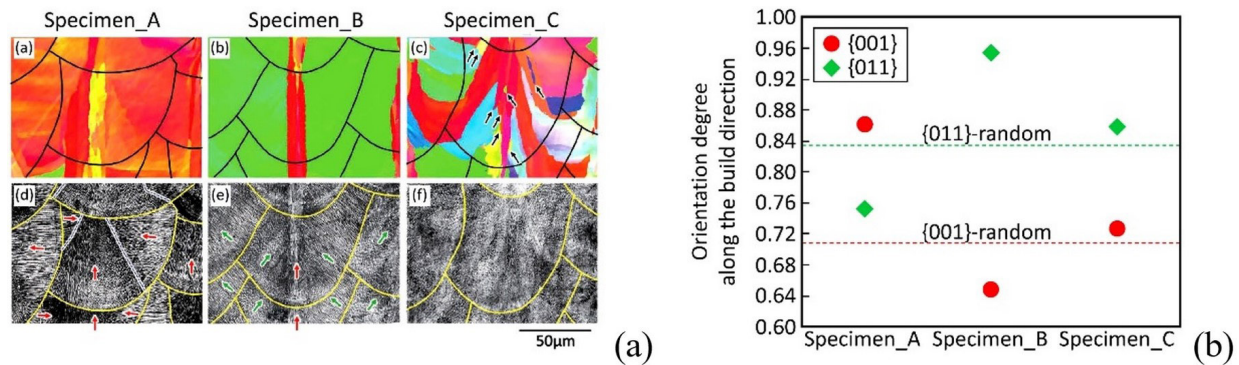 Specimen_A Specimen_B Specimen_C
(a) (b) (c)
(d) (e) (f)
50μm
(a)
Orientation degree
along the build direction
1.00
0.96
0.92
0.88
0.84
0.80
0.76
0.72
0.68
0.64
0.60
{001}
{011}
{011}-random
{001}-random
Specimen_A Specimen_B Specimen_C
(b)